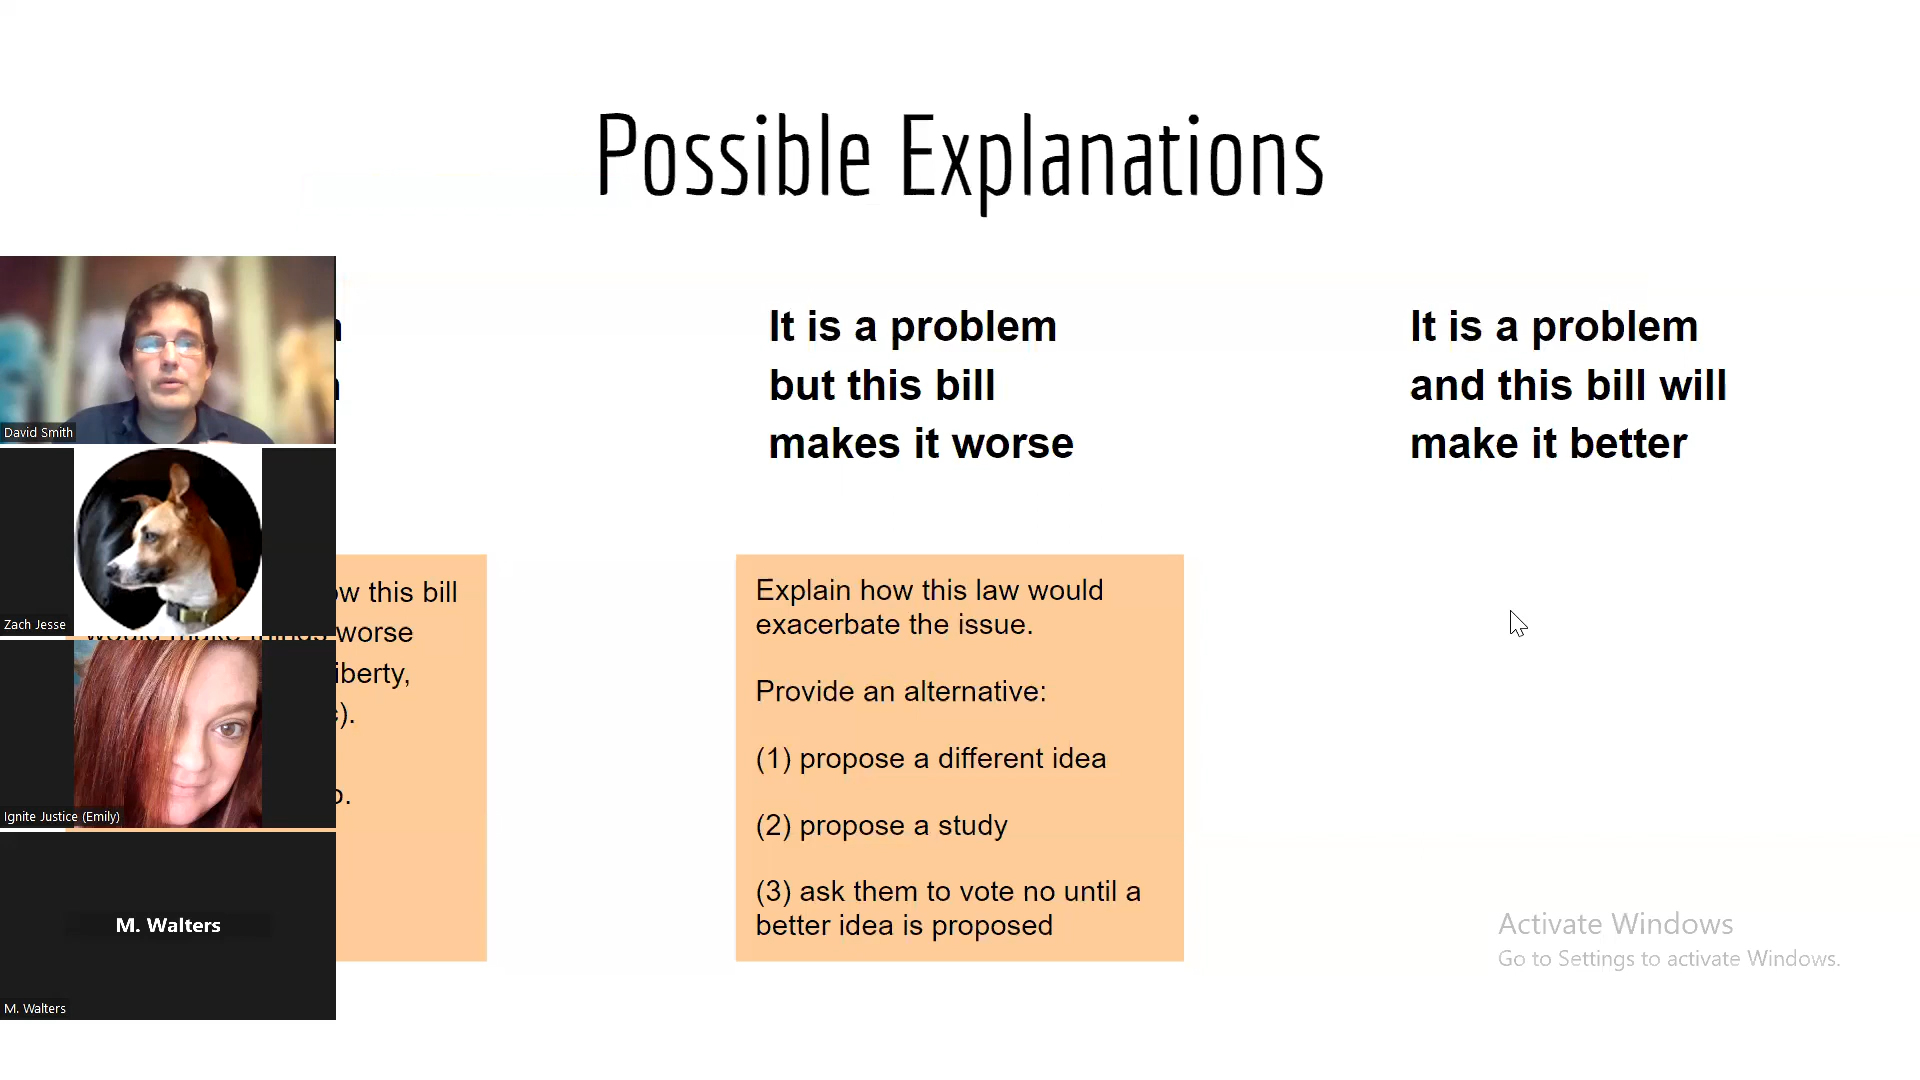 Possible Explanations
It is a problem
but this bill
makes it worse
It is a problem
and this bill will
make it better
David Smith
Zach Jesse
Ignite Justice (Emily)
M. Walters
M. Walters
this bill
would make things worse
iberty,
Explain how this law would
exacerbate the issue.
Provide an alternative:
(1) propose a different idea
(2) propose a study
(3) ask them to vote no until a
better idea is proposed
Activate Windows
Go to Settings to activate Windows.